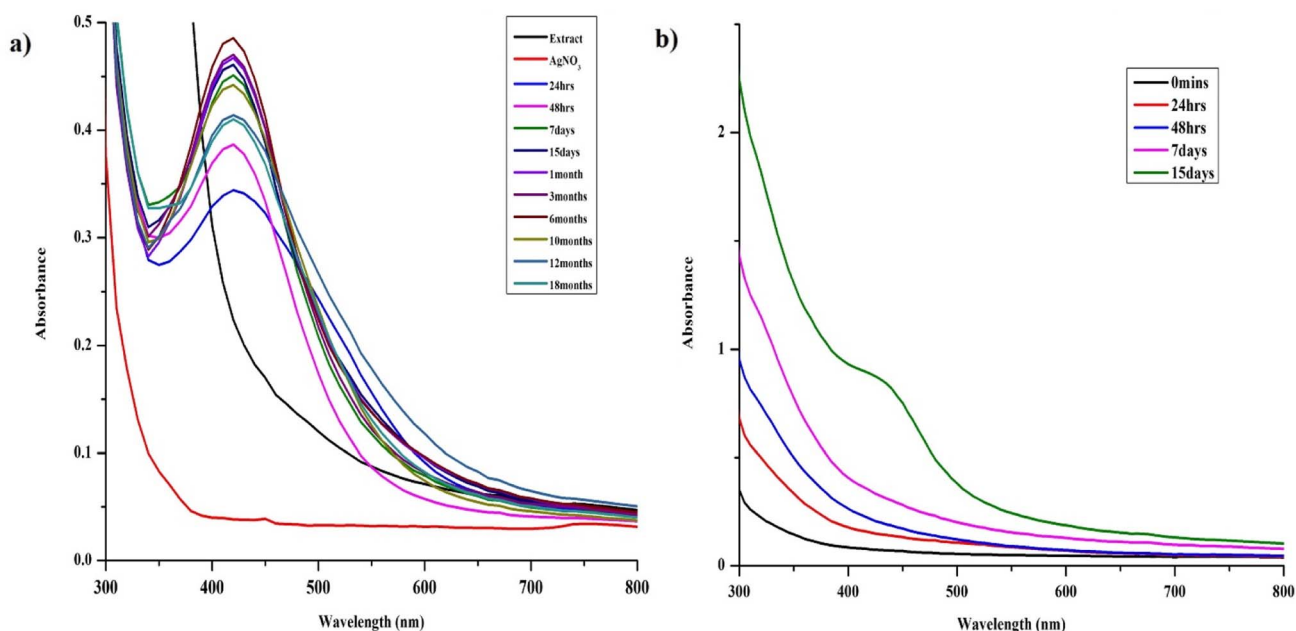 a)
0.5
0.4
0.3
0.2
0.1
0.0
Absorbance
300
400
500
600
700
800
Wavelength (nm)
Extract
AgNO3
24hrs
48hrs
7days
15days
1month
3months
6months
10months
12months
18months
b)
2
1
0
Absorbance
300
400
500
600
700
800
Wavelength (nm)
0mins
24hrs
48hrs
7days
15days